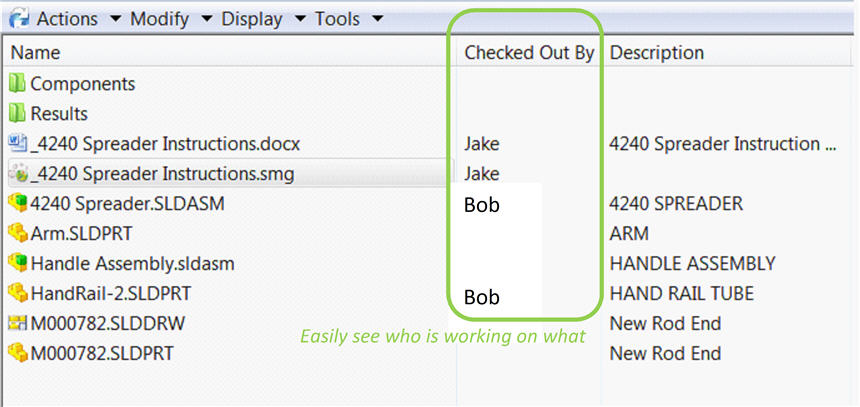 Actions Modify Display Tools
Name Checked Out By Description
Components
Results
_4240 Spreader Instructions.docx Jake 4240 Spreader Instruction ...
_4240 Spreader Instructions.smg Jake
4240 Spreader.SLDASM Bob 4240 SPREADER
Arm.SLDPRT ARM
Handle Assembly.sldasm HANDLE ASSEMBLY
HandRail-2.SLDPRT Bob HAND RAIL TUBE
M000782.SLDDRW New Rod End
Easily see who is working on what
M000782.SLDPRT New Rod End